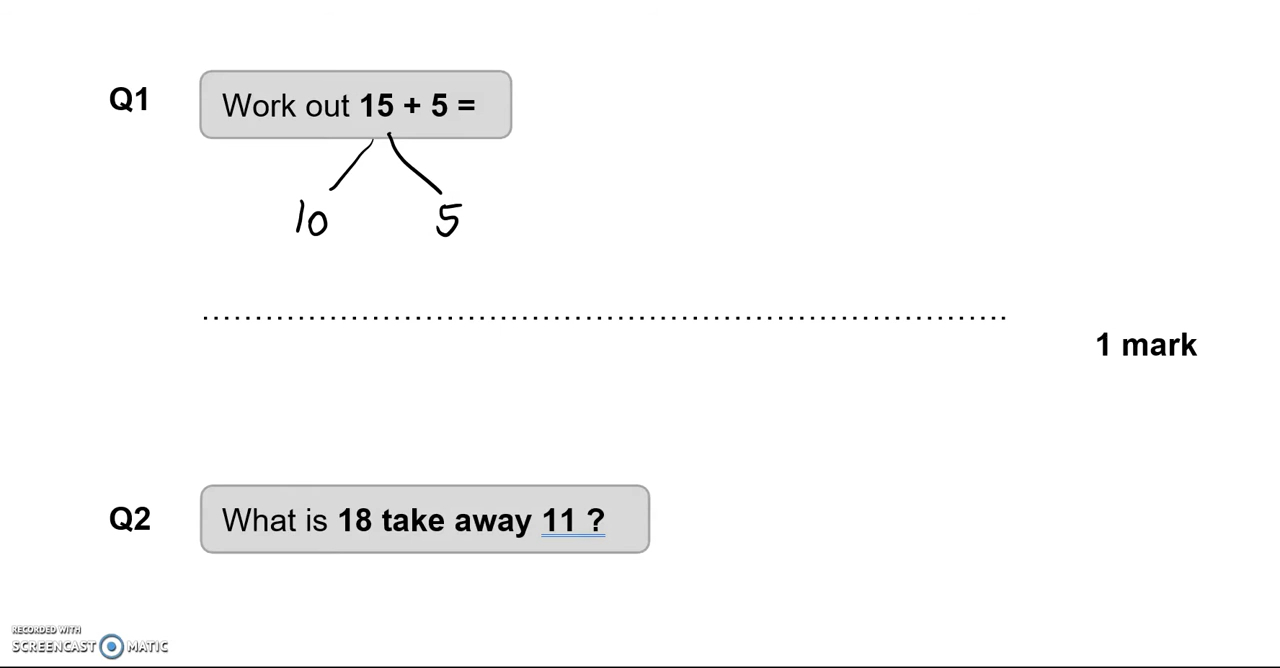 Q1 Work out 15 + 5 =
10 5
1 mark
Q2 What is 18 take away 11 ?
RECORDED WITH
SCREENCAST MATIC